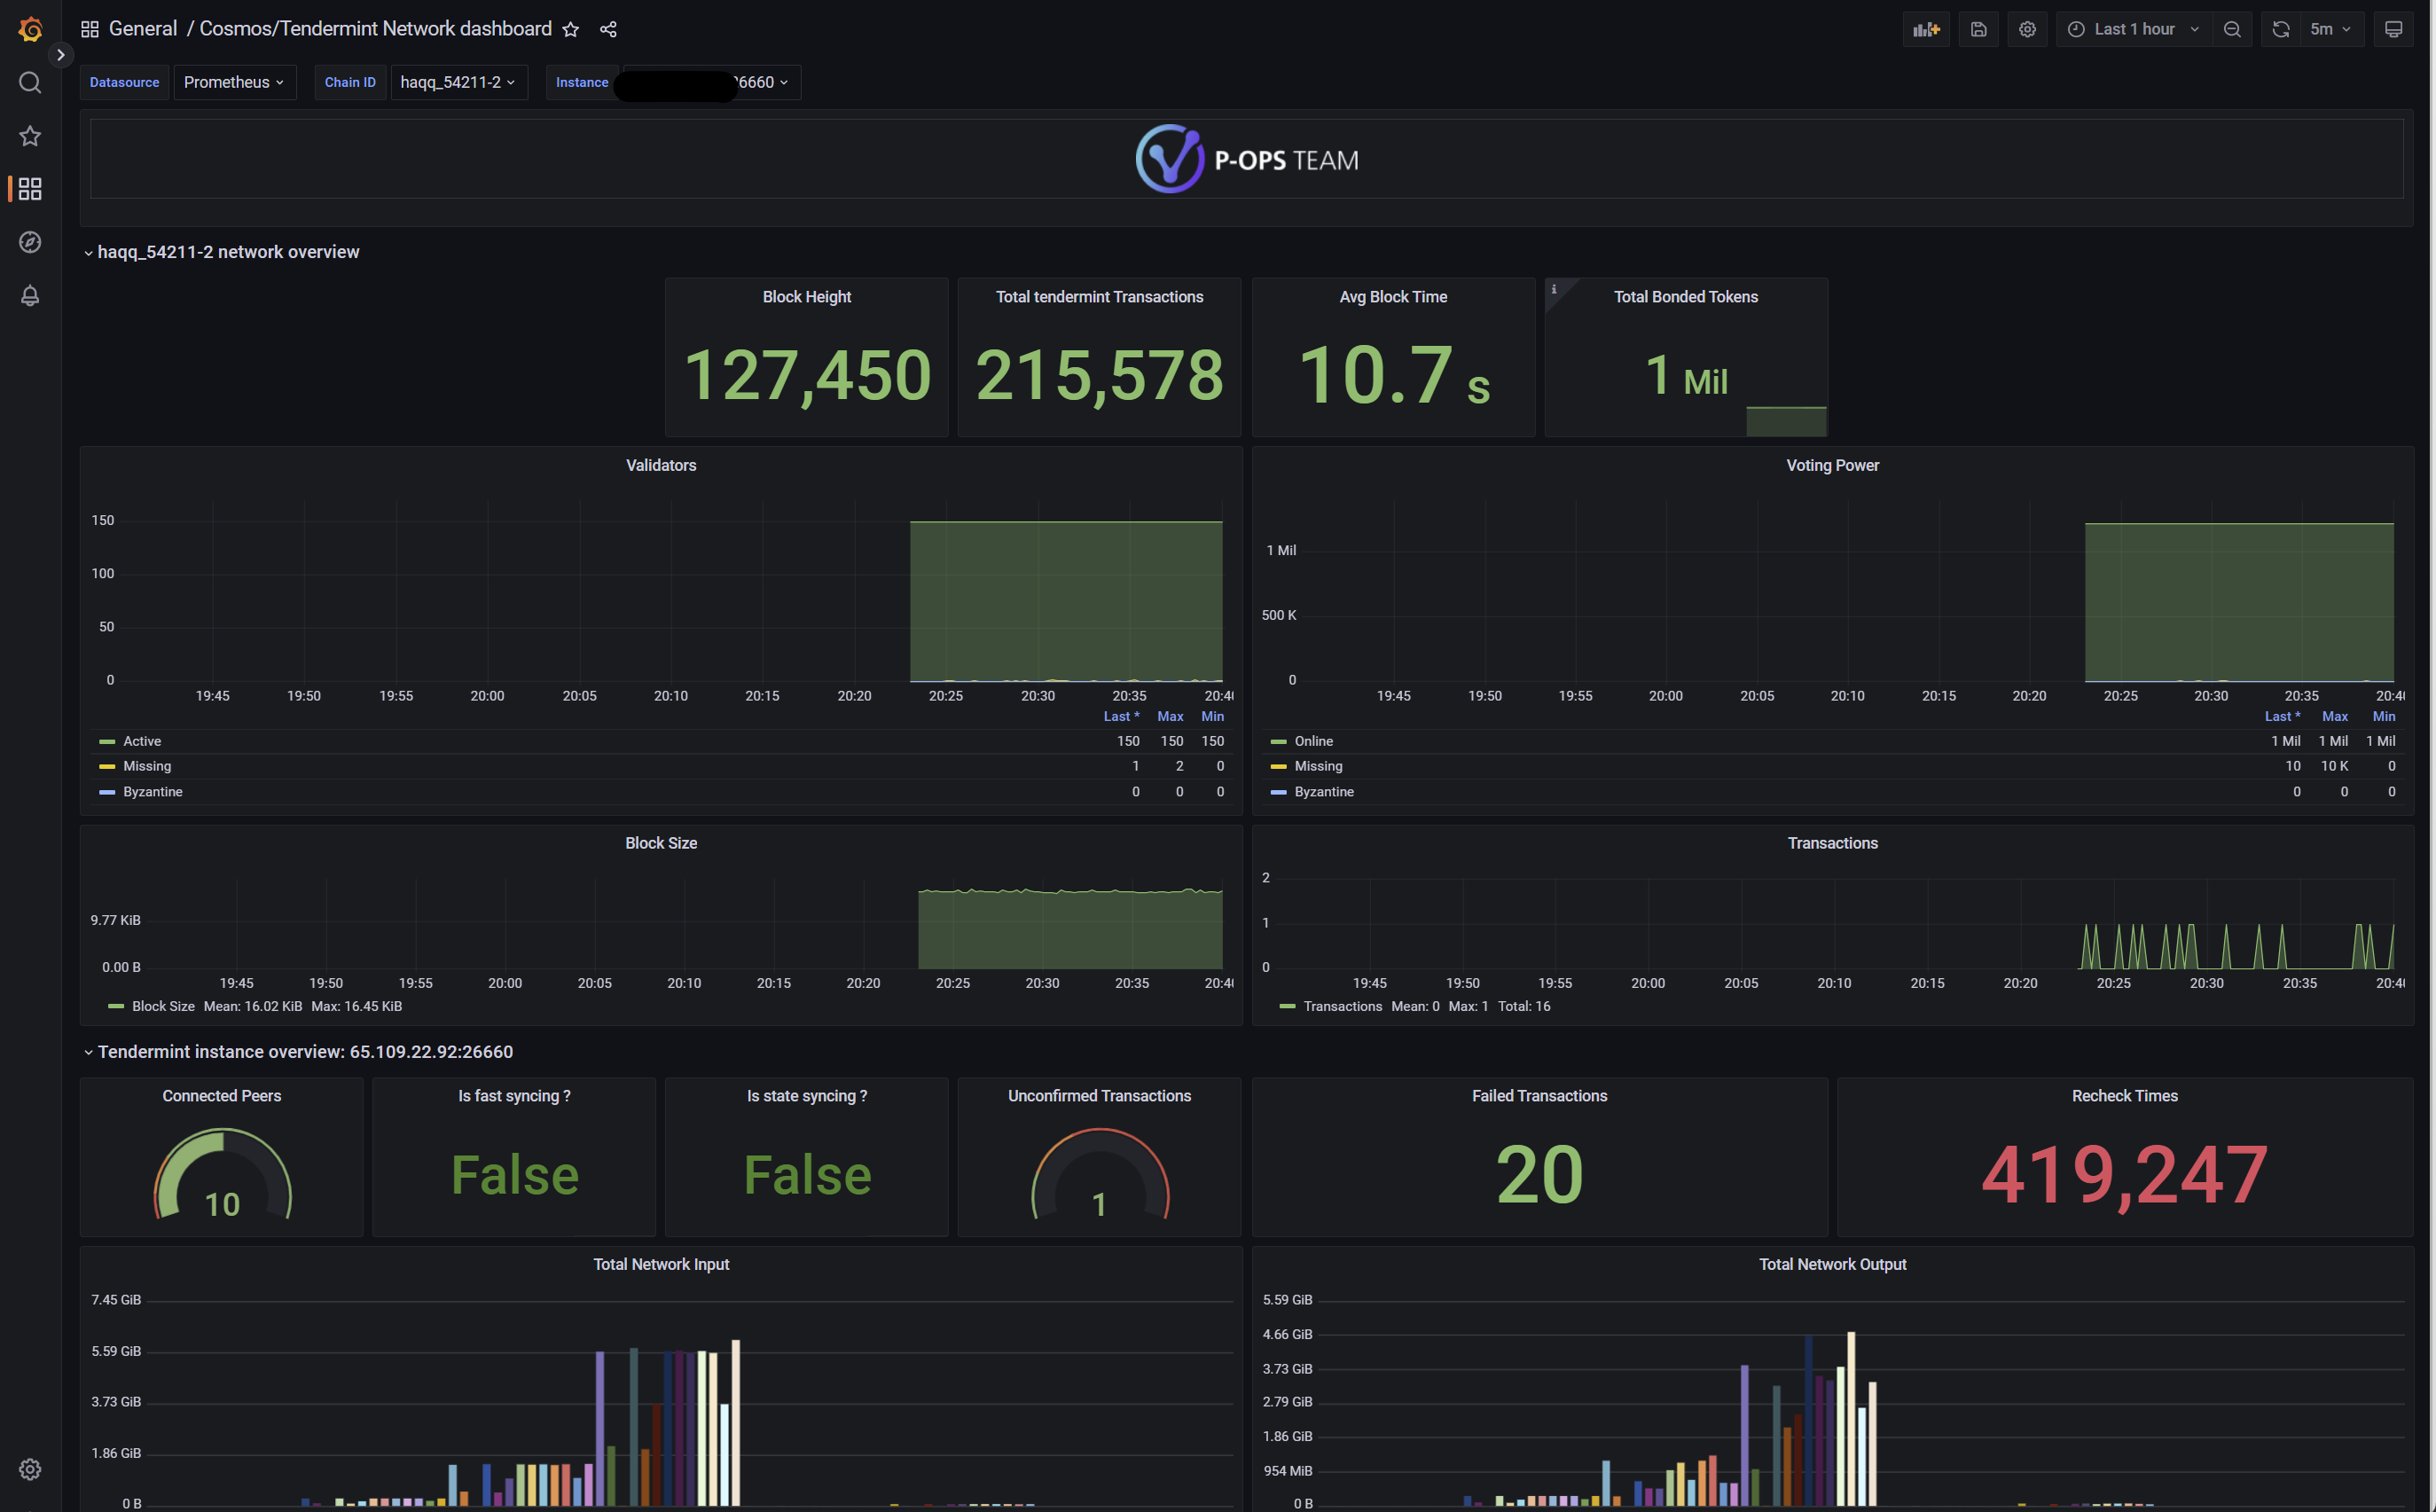 General / Cosmos/Tendermint Network dashboard
Last 1 hour
5m
Datasource Prometheus Chain ID haqq_54211-2 Instance 26660
P-OPS TEAM
haqq_54211-2 network overview
Block Height
127,450
Total tendermint Transactions
215,578
Avg Block Time
10.7 s
i
Total Bonded Tokens
1 Mil
Validators
150
100
50
0
19:45 19:50 19:55 20:00 20:05 20:10 20:15 20:20 20:25 20:30 20:35 20:4
Last * Max Min
Active 150 150 150
Missing 1 2 0
Byzantine 0 0 0
Voting Power
1 Mil
500 K
0
19:45 19:50 19:55 20:00 20:05 20:10 20:15 20:20 20:25 20:30 20:35 20:4
Last * Max Min
Online 1 Mil 1 Mil 1 Mil
Missing 10 10 K 0
Byzantine 0 0 0
Block Size
9.77 KiB
0.00 B
19:45 19:50 19:55 20:00 20:05 20:10 20:15 20:20 20:25 20:30 20:35 20:4
Block Size Mean: 16.02 KiB Max: 16.45 KiB
Transactions
2
1
0
19:45 19:50 19:55 20:00 20:05 20:10 20:15 20:20 20:25 20:30 20:35 20:4
Transactions Mean: 0 Max: 1 Total: 16
Tendermint instance overview: 65.109.22.92:26660
Connected Peers
10
Is fast syncing ?
False
Is state syncing ?
False
Unconfirmed Transactions
1
Failed Transactions
20
Recheck Times
419,247
Total Network Input
7.45 GiB
5.59 GiB
3.73 GiB
1.86 GiB
0 B
Total Network Output
5.59 GiB
4.66 GiB
3.73 GiB
2.79 GiB
1.86 GiB
954 MiB
0 B